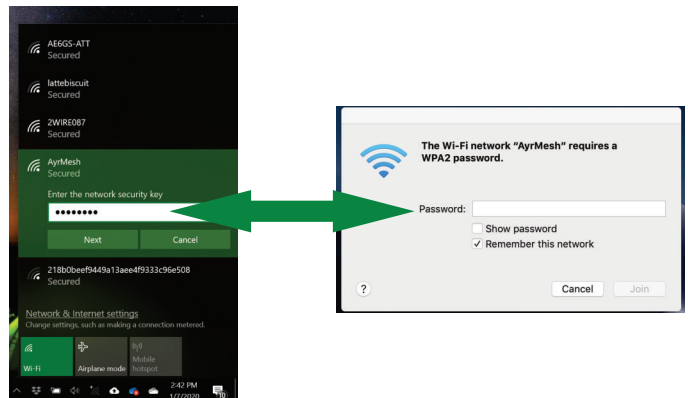 AE6GS-ATT
Secured
lattebiscuit
Secured
2WIRE087
Secured
AyrMesh
Secured
Enter the network security key
••••••••
Next Cancel
218b0beef9449a13aee4f9333c96e508
Secured
Network & Internet settings
Change settings, such as making a connection metered.
Wi-Fi Airplane mode Mobile
hotspot
2:42 PM
1/7/2020
10
The Wi-Fi network “AyrMesh” requires a
WPA2 password.
Password:
Show password
Remember this network
? Cancel Join